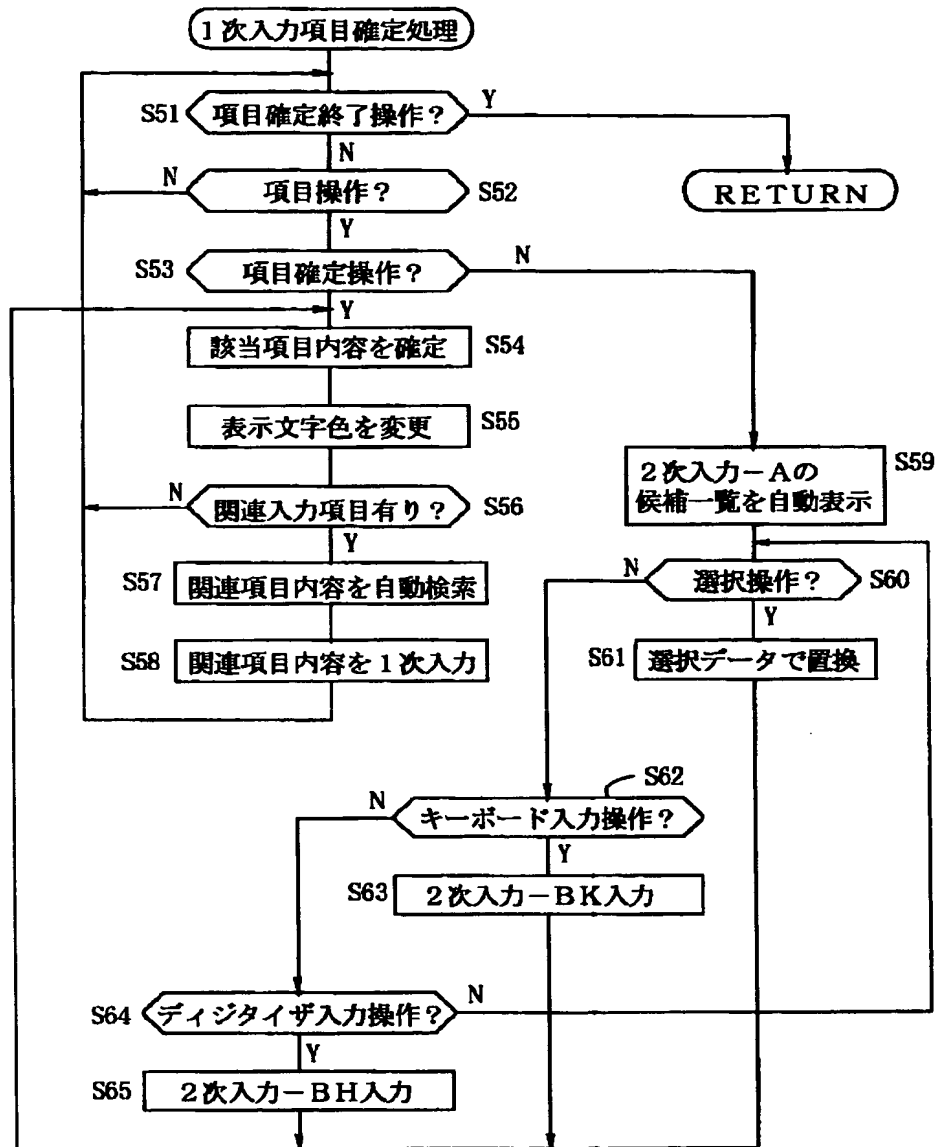 1次入力項目確定処理
S51 項目確定終了操作? Y
N
N 項目操作? S52
RETURN
Y
S53 項目確定操作? N
Y
該当項目内容を確定 S54
表示文字色を変更 S55
2次入力-Aの
候補一覧を自動表示 S59
N 関連入力項目有り? S56
Y
S57 関連項目内容を自動検索
N 選択操作? S60
Y
S58 関連項目内容を1次入力
S61 選択データで置換
S62
N キーボード入力操作?
Y
S63 2次入力-BK入力
S64 ディジタイザ入力操作? N
Y
S65 2次入力-BH入力